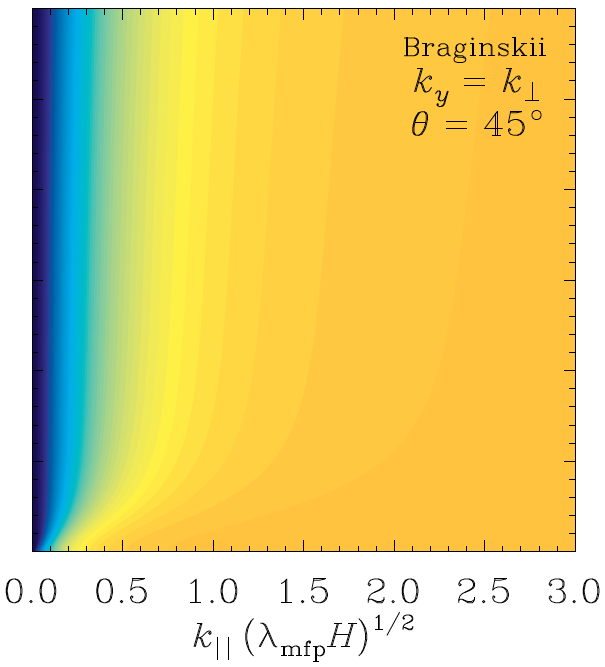 Braginskii
k_y = k_⊥
θ = 45°
0.0 0.5 1.0 1.5 2.0 2.5 3.0
k_|| (λ_mfp H)^1/2